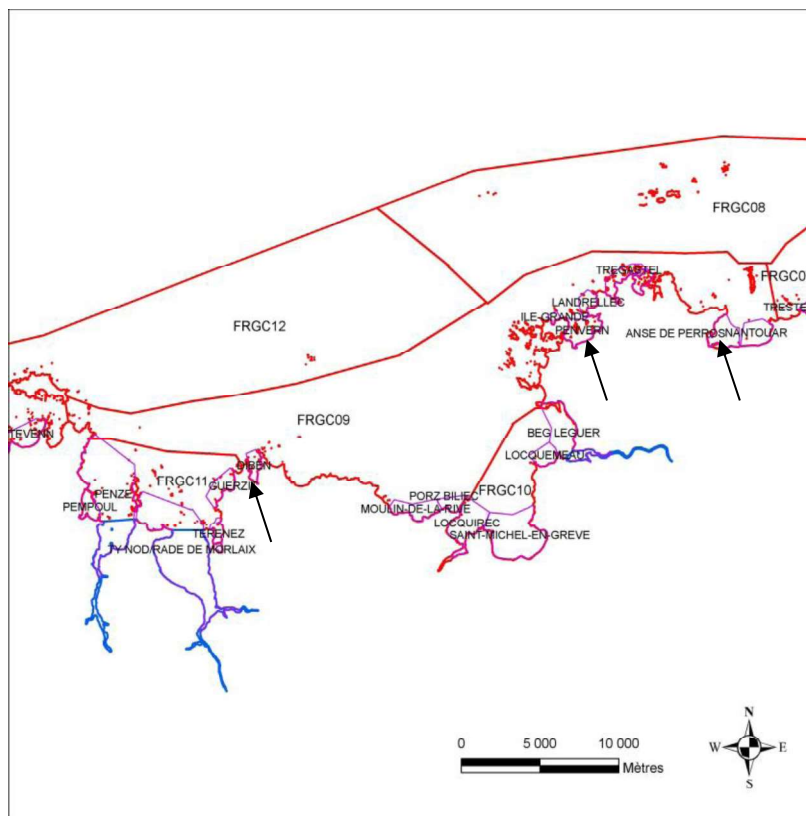 FRGC08
TREGASTEL
FRGC0
LANDRELLEC
TRESTE
ILE-GRANDE
FRGC12
PENVERN
ANSE DE PERROS
NANTOUAR
FRGC09
TEVENN
BEG LEGUER
LOCQUEMEAU
DIBEN
FRGC11
GUERZIT
FRGC10
PENZE
PORZ BILIEC
PEMPOUL
MOULIN-DE-LA-RIVE
LOCQUIREC
TERENEZ
SAINT-MICHEL-EN-GREVE
TY NOD/RADE DE MORLAIX
N
W E
S
0 5 000 10 000
Mètres